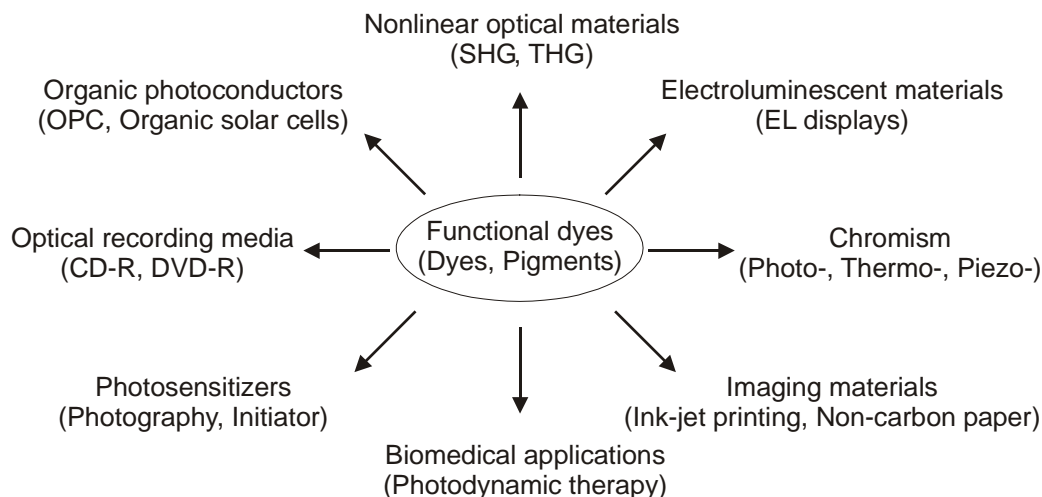 Nonlinear optical materials
(SHG, THG)
Organic photoconductors
(OPC, Organic solar cells)
Electroluminescent materials
(EL displays)
Optical recording media
(CD-R, DVD-R)
Functional dyes
(Dyes, Pigments)
Chromism
(Photo-, Thermo-, Piezo-)
Photosensitizers
(Photography, Initiator)
Imaging materials
(Ink-jet printing, Non-carbon paper)
Biomedical applications
(Photodynamic therapy)